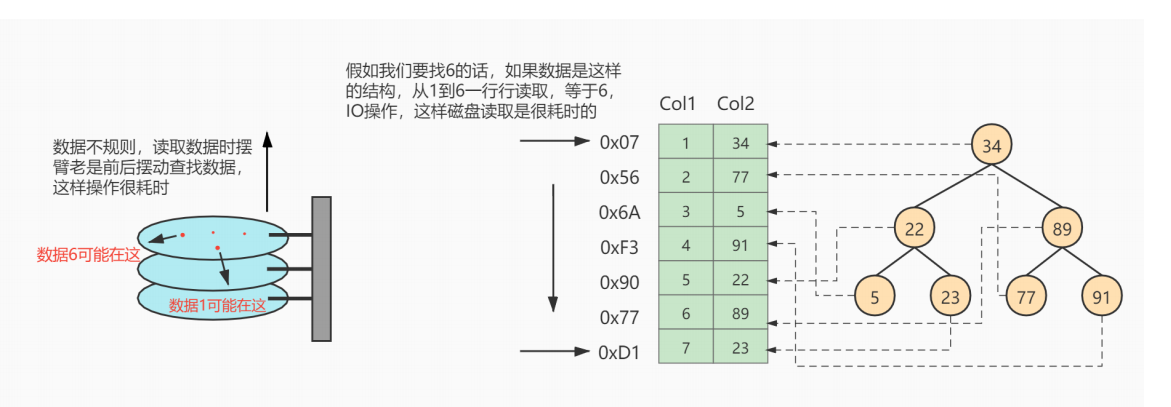 假如我们要找6的话，如果数据是这样
的结构，从1到6一行行读取，等于6，
IO操作，这样磁盘读取是很耗时的
数据不规则，读取数据时摆
臂老是前后摆动查找数据，
这样操作很耗时
数据6可能在这
数据1可能在这
Col1 Col2
0x07 1 34
0x56 2 77
0x6A 3 5
0xF3 4 91
0x90 5 22
0x77 6 89
0xD1 7 23
34
22 89
5 23 77 91